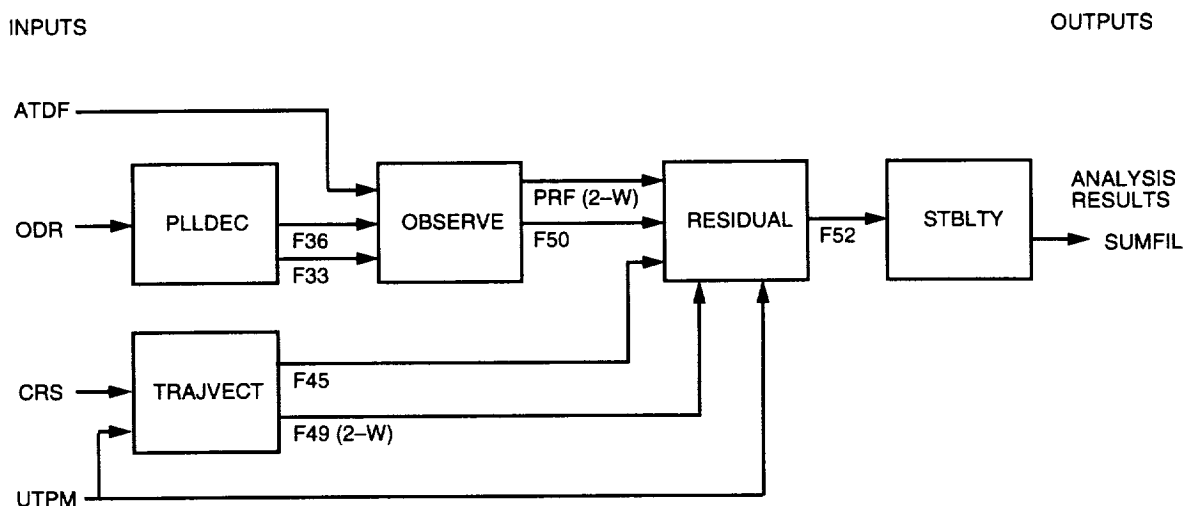 INPUTS
OUTPUTS
ATDF
ODR
PLLDEC
F36
F33
OBSERVE
PRF (2–W)
F50
RESIDUAL
F52
STBLTY
ANALYSIS
RESULTS
SUMFIL
CRS
TRAJVECT
F45
F49 (2–W)
UTPM